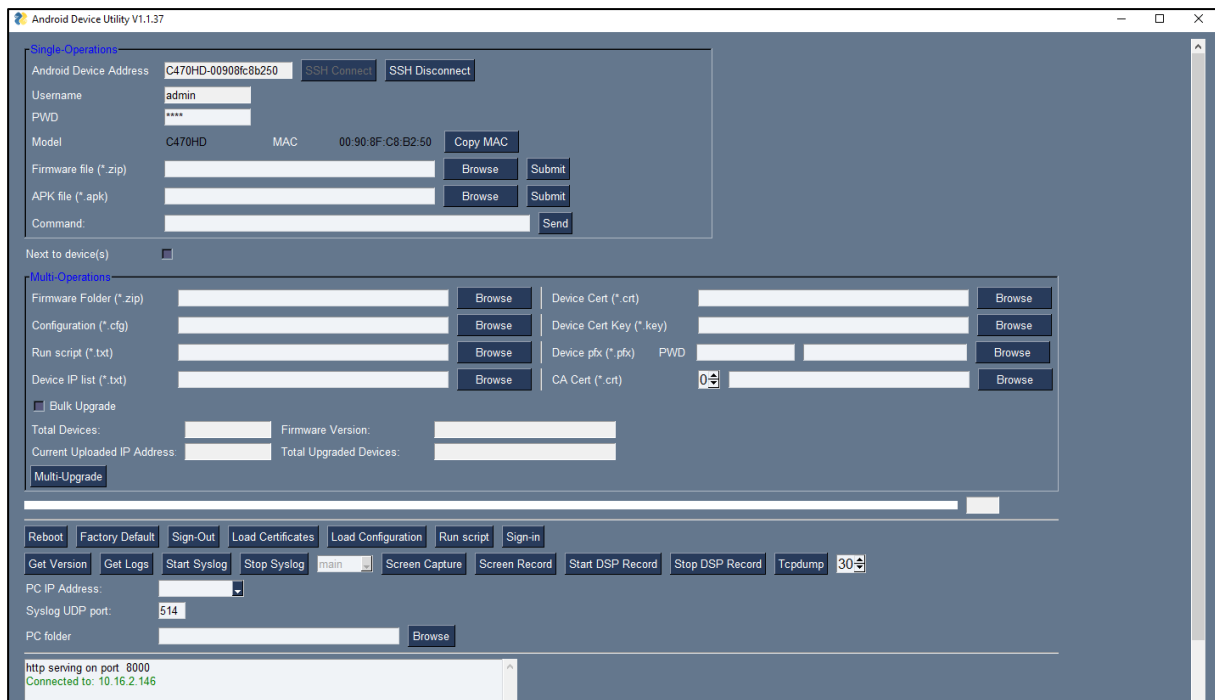 Android Device Utility V1.1.37
Single-Operations
Android Device Address C470HD-00908fc8b250 SSH Connect SSH Disconnect
Username admin
PWD ****
Model C470HD MAC 00:90:8F:C8:B2:50 Copy MAC
Firmware file (*.zip) Browse Submit
APK file (*.apk) Browse Submit
Command: Send
Next to device(s)
Multi-Operations
Firmware Folder (*.zip) Browse Device Cert (*.crt) Browse
Configuration (*.cfg) Browse Device Cert Key (*.key) Browse
Run script (*.txt) Browse Device pfx (*.pfx) PWD Browse
Device IP list (*.txt) Browse CA Cert (*.crt) 0 Browse
Bulk Upgrade
Total Devices: Firmware Version:
Current Uploaded IP Address: Total Upgraded Devices:
Multi-Upgrade
Reboot Factory Default Sign-Out Load Certificates Load Configuration Run script Sign-in
Get Version Get Logs Start Syslog Stop Syslog main Screen Capture Screen Record Start DSP Record Stop DSP Record Tcpdump 30
PC IP Address:
Syslog UDP port: 514
PC folder Browse
http serving on port 8000
Connected to: 10.16.2.146